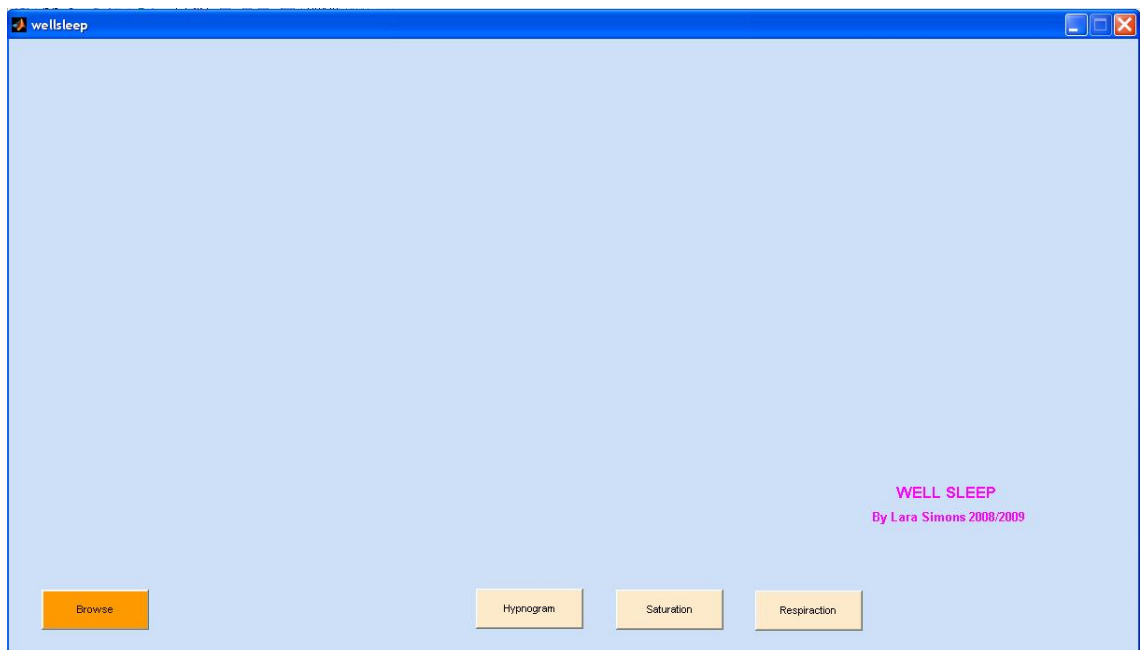 wellsleep
WELL SLEEP
By Lara Simons 2008/2009
Browse
Hypnogram
Saturation
Respiraction